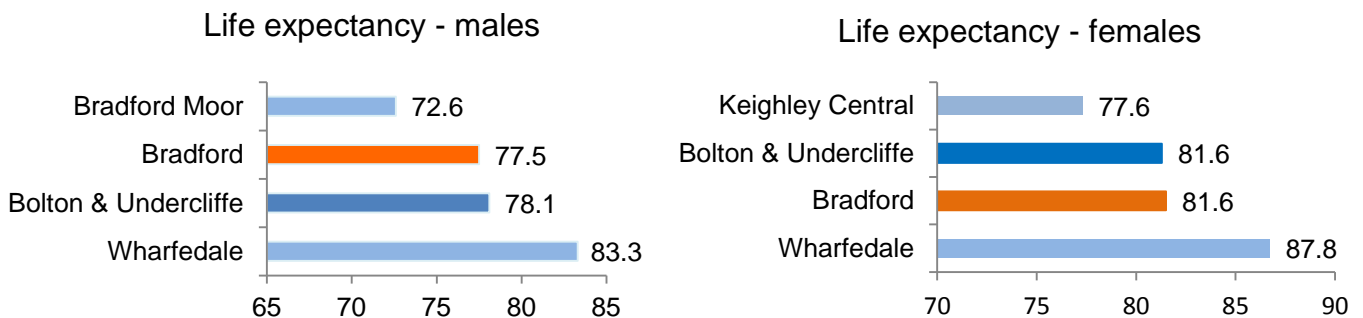 Life expectancy - males
Bradford Moor 72.6
Bradford 77.5
Bolton & Undercliffe 78.1
Wharfedale 83.3
65 70 75 80 85
Life expectancy - females
Keighley Central 77.6
Bolton & Undercliffe 81.6
Bradford 81.6
Wharfedale 87.8
70 75 80 85 90